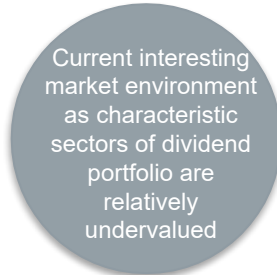 Current interesting
market environment
as characteristic
sectors of dividend
portfolio are
relatively
undervalued